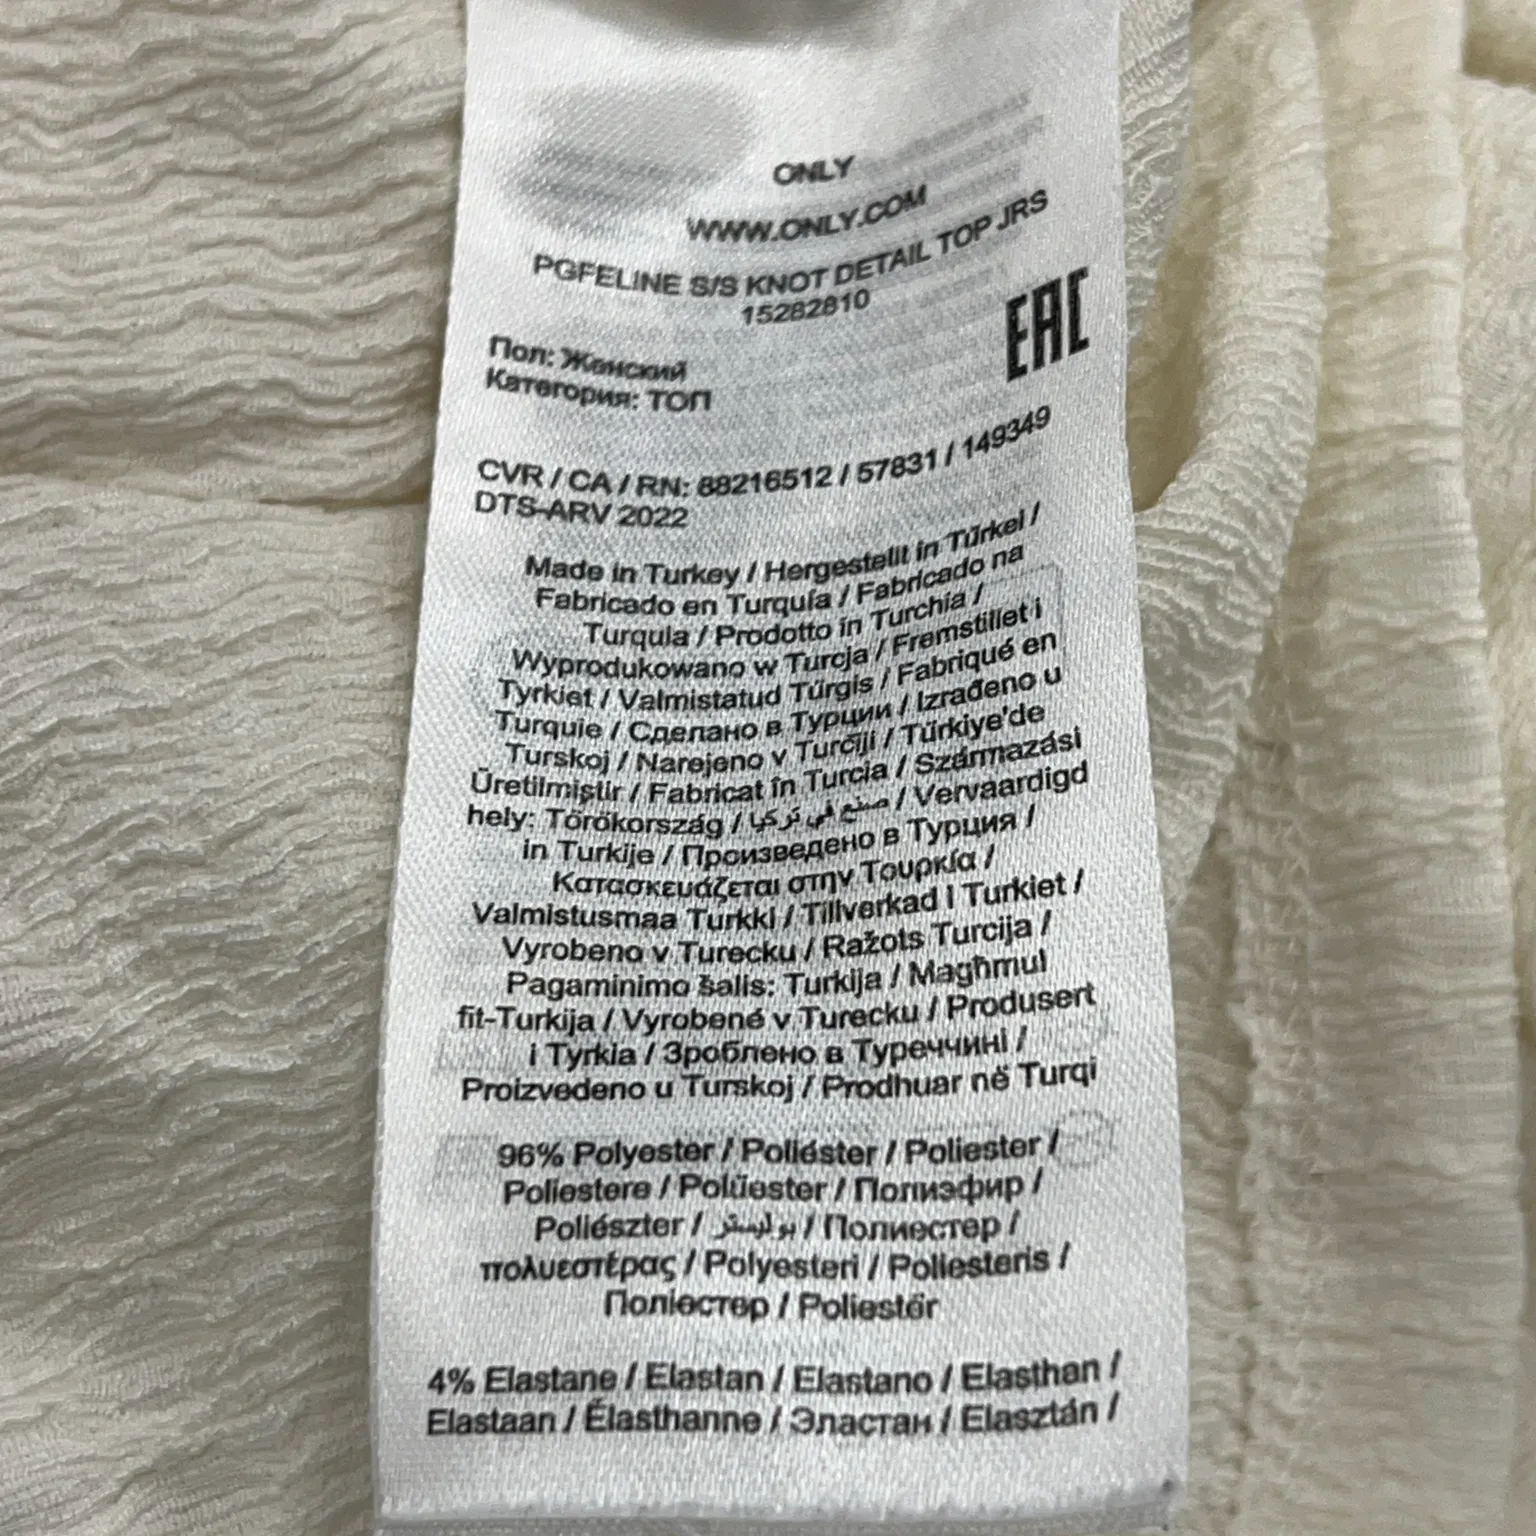 ONLY
WWW.ONLY.COM
PGFELINE S/S KNOT DETAIL TOP JRS
15282810
EAC
Пол: Женский
Категория: ТОП
CVR / CA / RN: 88216512 / 57831 / 149349
DTS-ARV 2022
Made in Turkey / Hergestellt in Türkei /
Fabricado en Turquía / Fabricado na
Turquia / Prodotto in Turchia /
Wyprodukowano w Turcja / Fremstillet i
Tyrkiet / Valmistatud Türgis / Fabriqué en
Turquie / Сделано в Турции / Izrađeno u
Turskoj / Narejeno v Turčiji / Türkiye'de
Üretilmiştir / Fabricat în Turcia / Származási
hely: Törökország / صنع في تركيا / Vervaardigd
in Turkije / Произведено в Турция /
Κατασκευάζεται στην Τουρκία /
Valmistusmaa Turkki / Tillverkad i Turkiet /
Vyrobeno v Turecku / Ražots Turcija /
Pagaminimo šalis: Turkija / Magħmul
fit-Turkija / Vyrobené v Turecku / Produsert
i Tyrkia / Зроблено в Туреччині /
Proizvedeno u Turskoj / Prodhuar në Turqi
96% Polyester / Poliéster / Poliester /
Poliestere / Polüester / Полиэфир /
Poliészter / بوليستر / Полиестер /
πολυεστέρας / Polyesteri / Poliesteris /
Поліестер / Poliestër
4% Elastane / Elastan / Elastano / Elasthan /
Elastaan / Élasthanne / Эластан / Elasztán /